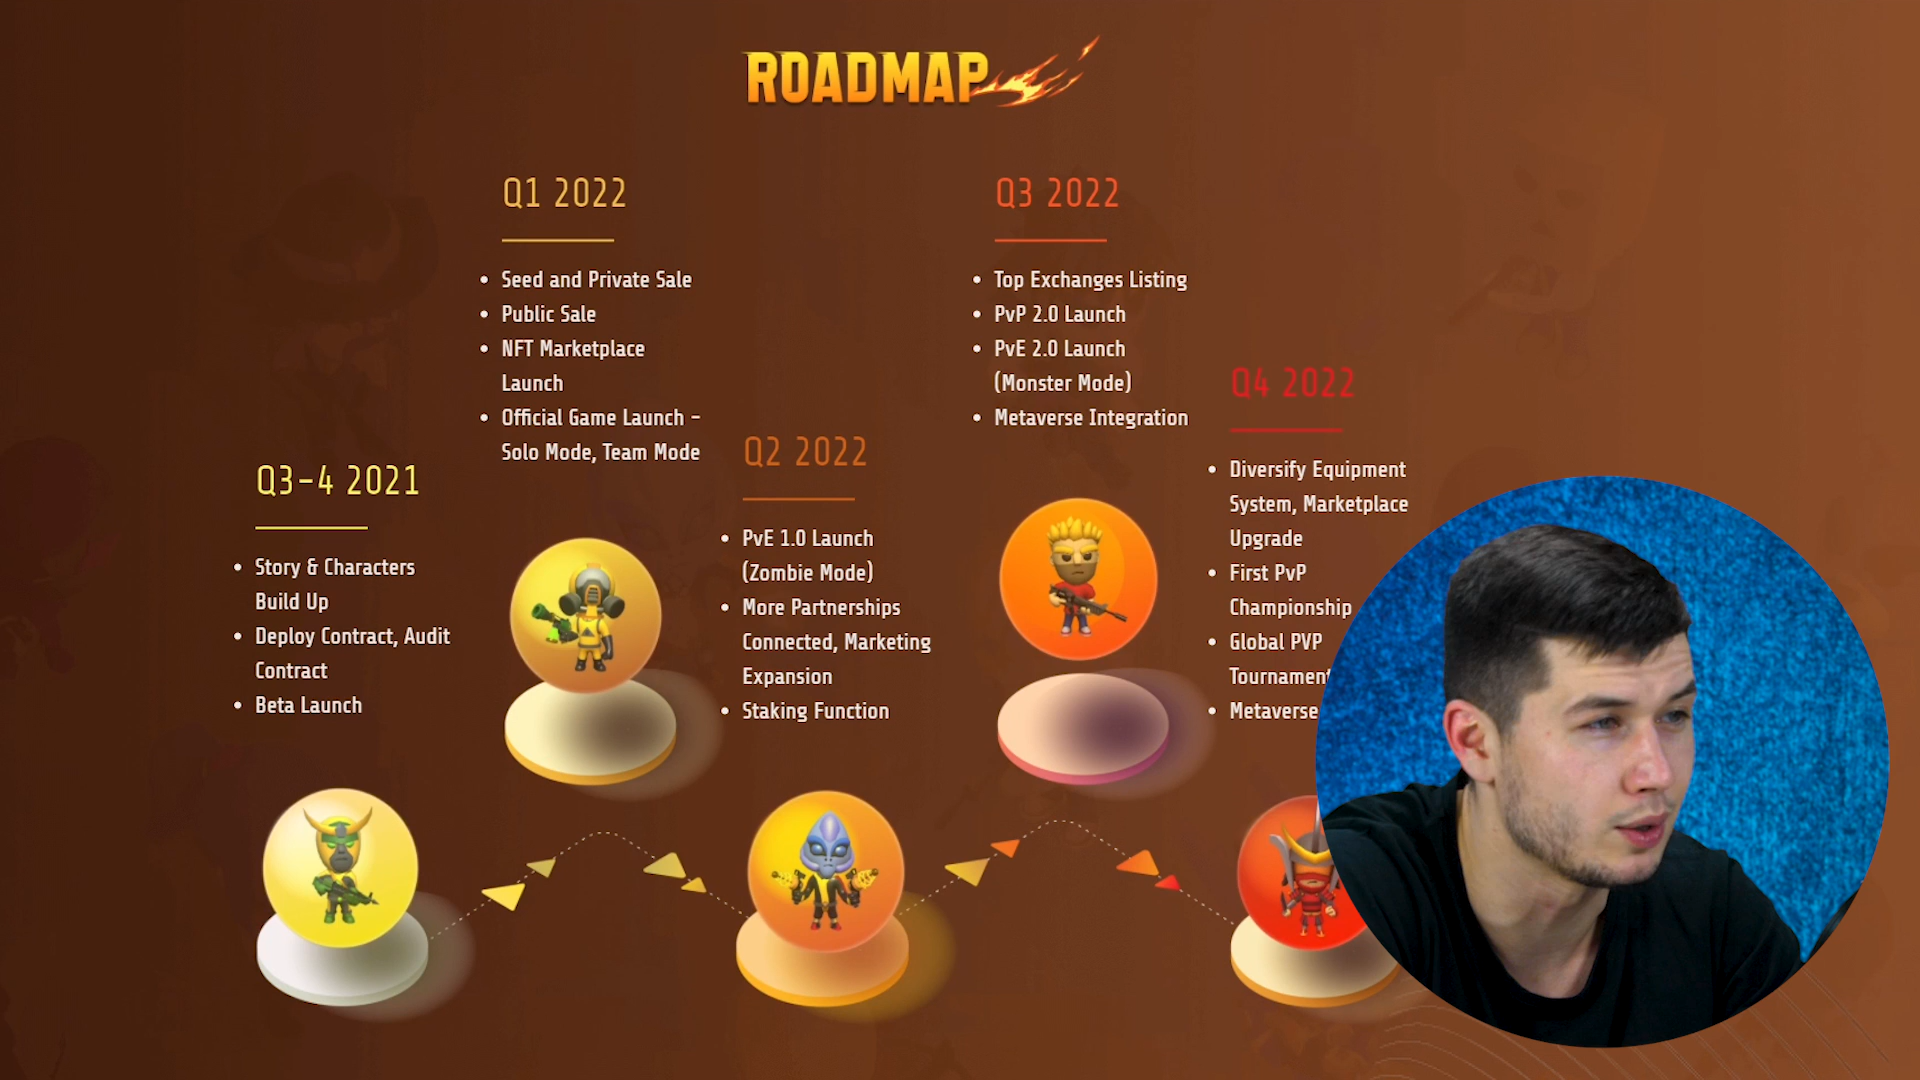 ROADMAP
Q3-4 2021
• Story & Characters
Build Up
• Deploy Contract, Audit
Contract
• Beta Launch
Q1 2022
• Seed and Private Sale
• Public Sale
• NFT Marketplace
Launch
• Official Game Launch -
Solo Mode, Team Mode
Q2 2022
• PvE 1.0 Launch
(Zombie Mode)
• More Partnerships
Connected, Marketing
Expansion
• Staking Function
Q3 2022
• Top Exchanges Listing
• PvP 2.0 Launch
• PvE 2.0 Launch
(Monster Mode)
• Metaverse Integration
Q4 2022
• Diversify Equipment
System, Marketplace
Upgrade
• First PvP
Championship
• Global PVP
Tournament
• Metaverse